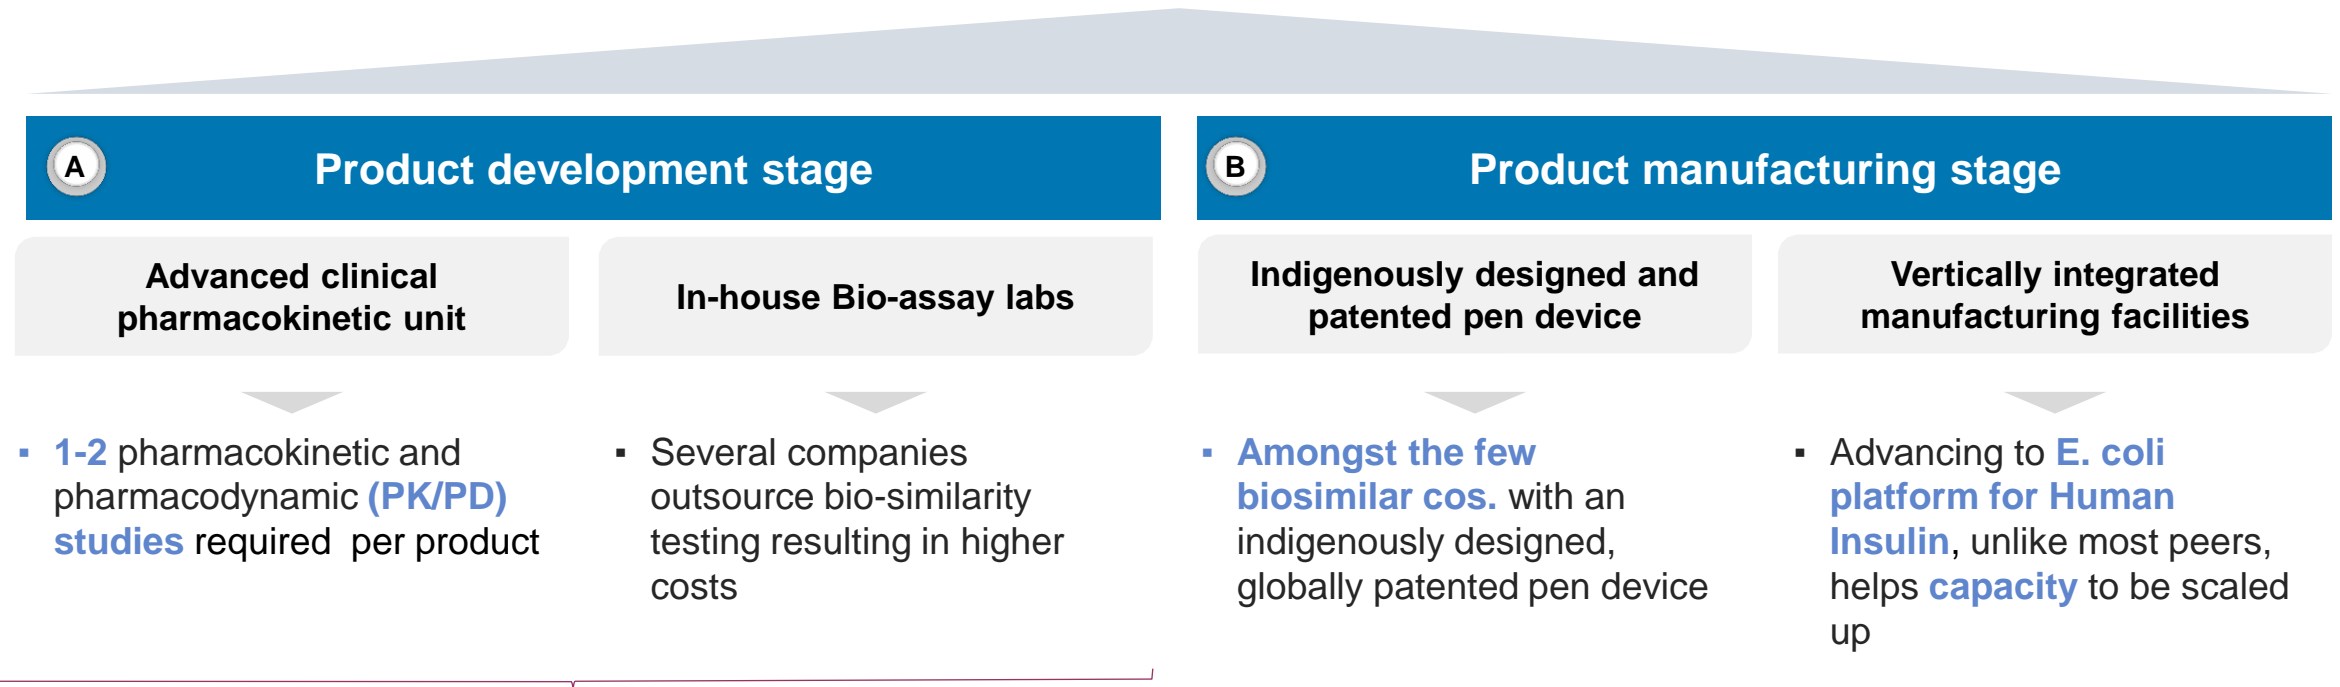 A
Product development stage
Advanced clinical
pharmacokinetic unit
▪ 1-2 pharmacokinetic and
pharmacodynamic (PK/PD)
studies required per product
In-house Bio-assay labs
▪ Several companies
outsource bio-similarity
testing resulting in higher
costs
B
Product manufacturing stage
Indigenously designed and
patented pen device
▪ Amongst the few
biosimilar cos. with an
indigenously designed,
globally patented pen device
Vertically integrated
manufacturing facilities
▪ Advancing to E. coli
platform for Human
Insulin, unlike most peers,
helps capacity to be scaled
up